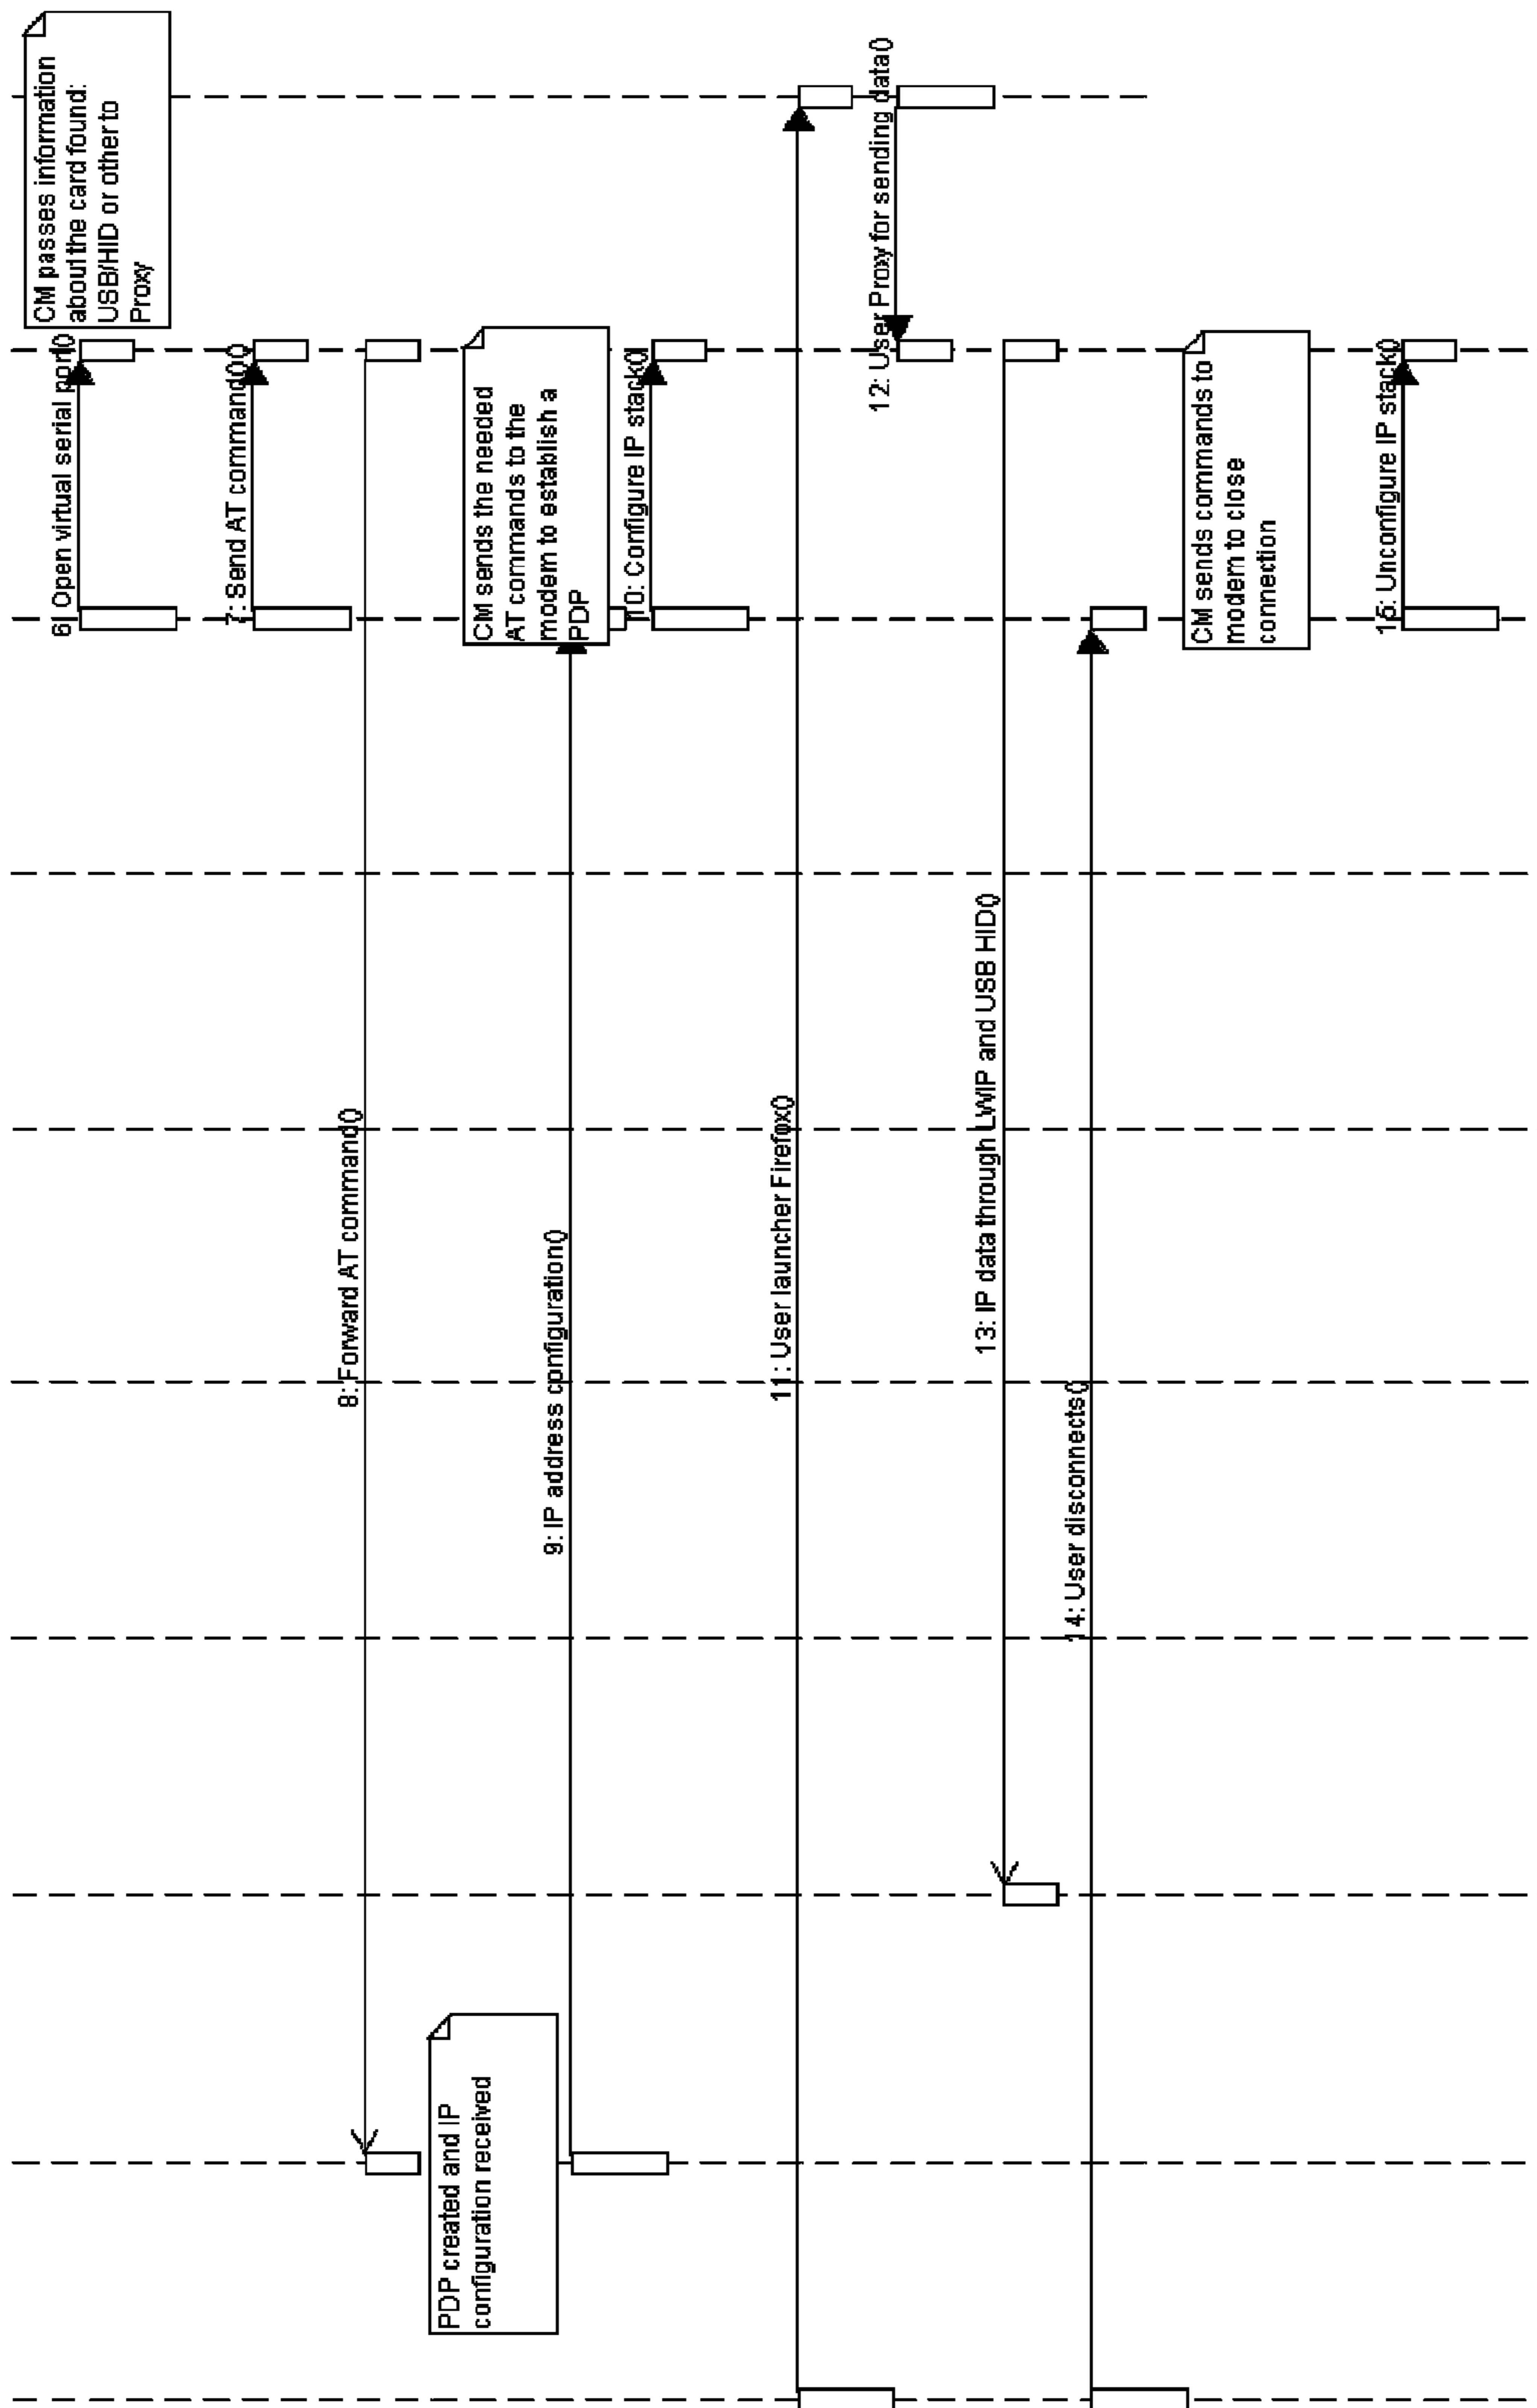 CM passes information
about the card found:
USB/HID or other to
Proxy
6: Open virtual serial port()
7: Send AT command()()
8: Forward AT command()
PDP created and IP
configuration received
CM sends the needed
AT commands to the
modem to establish a
PDP
9: IP address configuration()
10: Configure IP stack()
11: User launcher Firefox()
12: User Proxy for sending data()
13: IP data through LWIP and USB HID()
14: User disconnects()
CM sends commands to
modem to close
connection
15: Unconfigure IP stack()